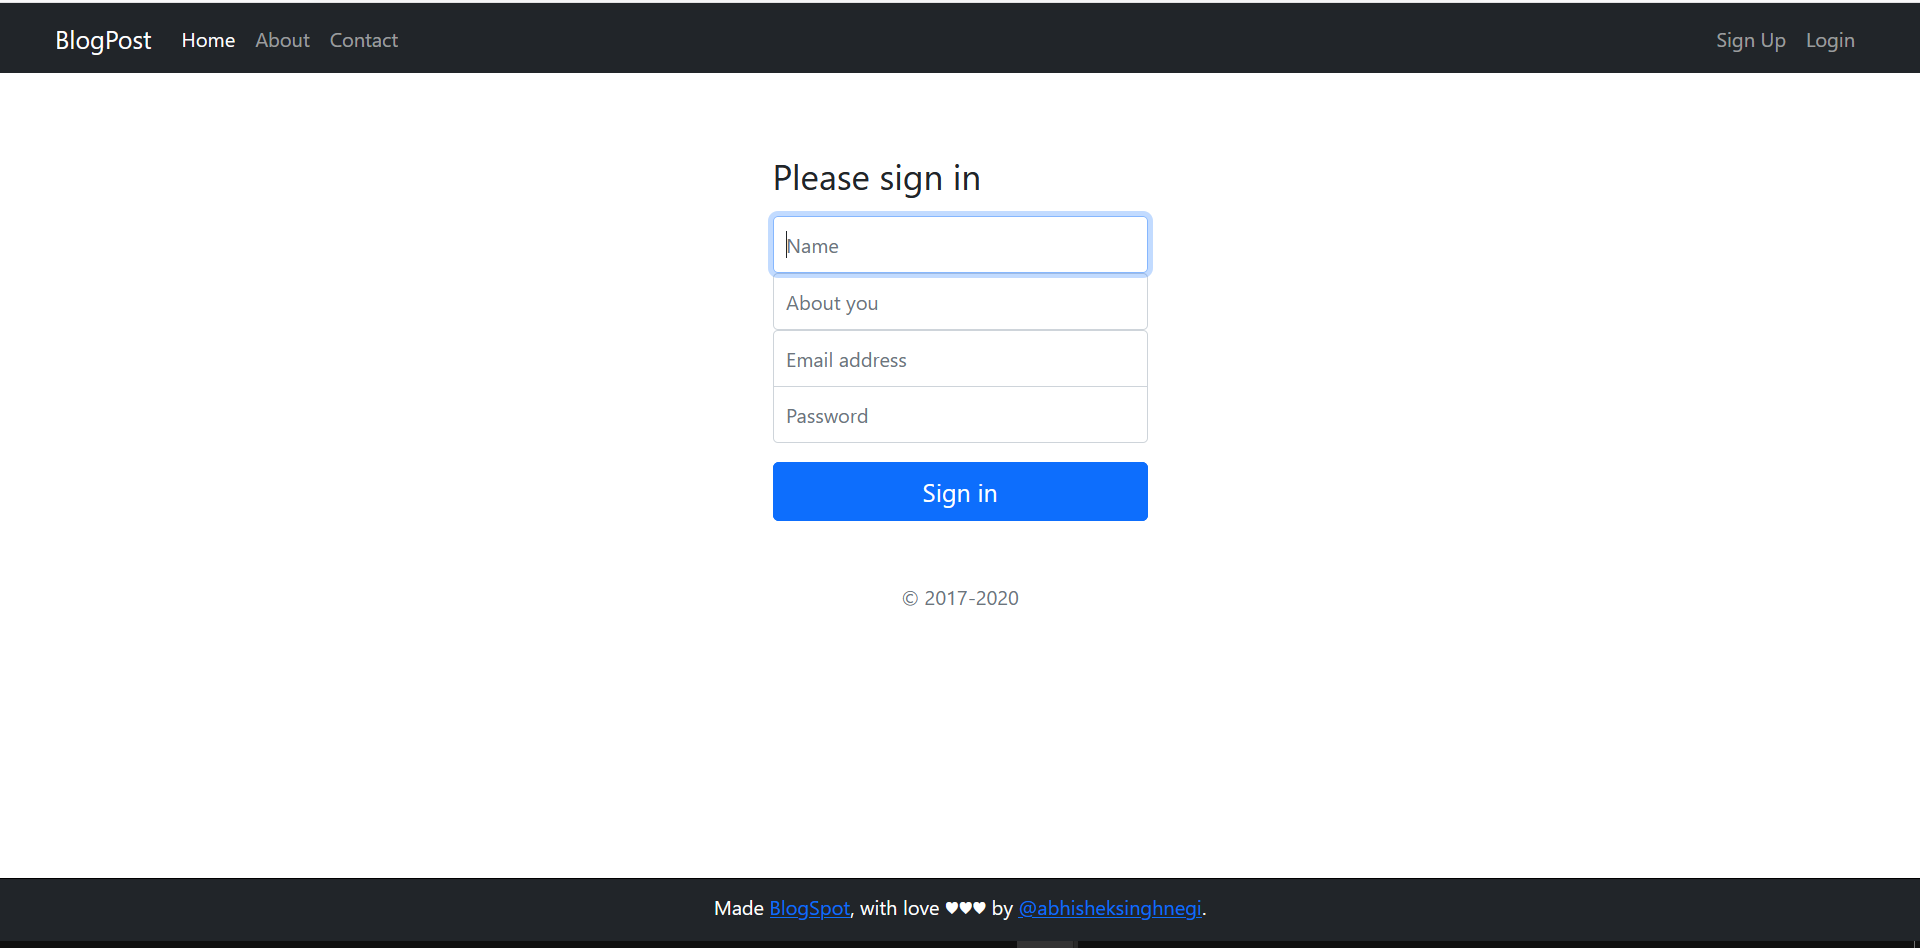 BlogPost Home About Contact Sign Up Login
Please sign in
Name
About you
Email address
Password
Sign in
© 2017-2020
Made BlogSpot, with love ♥♥♥ by @abhisheksinghnegi.